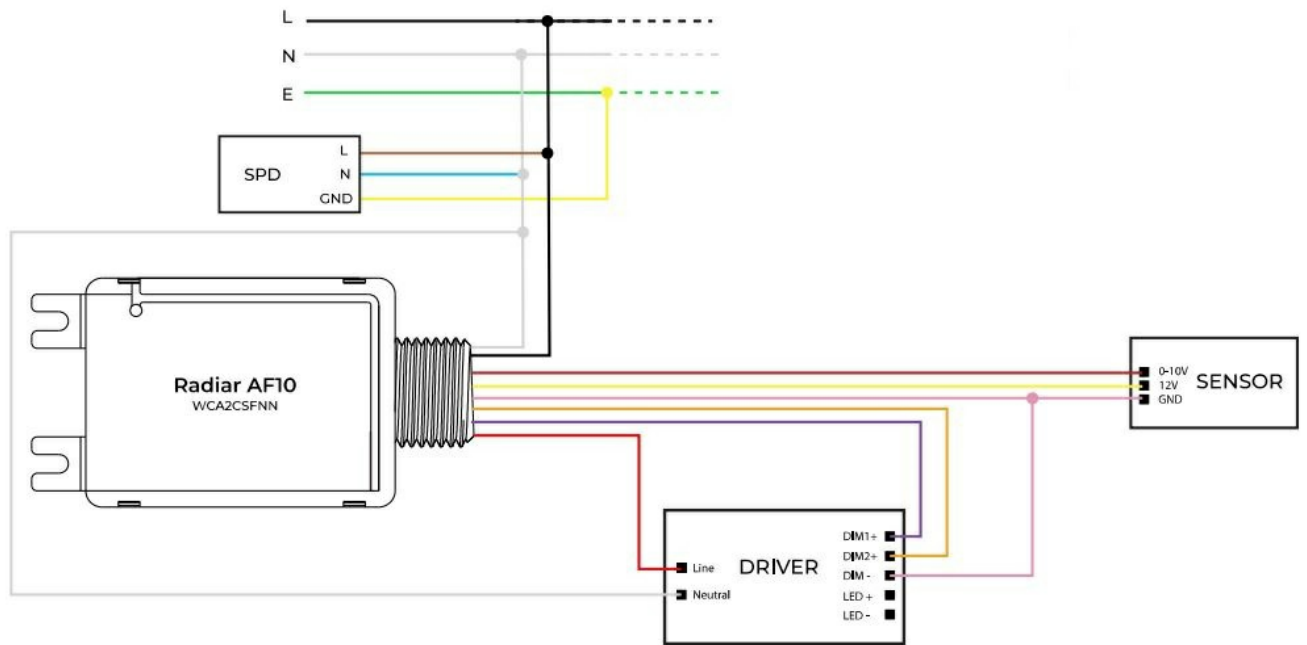 L
N
E
SPD
L
N
GND
Radiar AF10
WCA2CSFNN
0-10V
12V
GND
SENSOR
DRIVER
Line
Neutral
DIM1+
DIM2+
DIM -
LED +
LED -